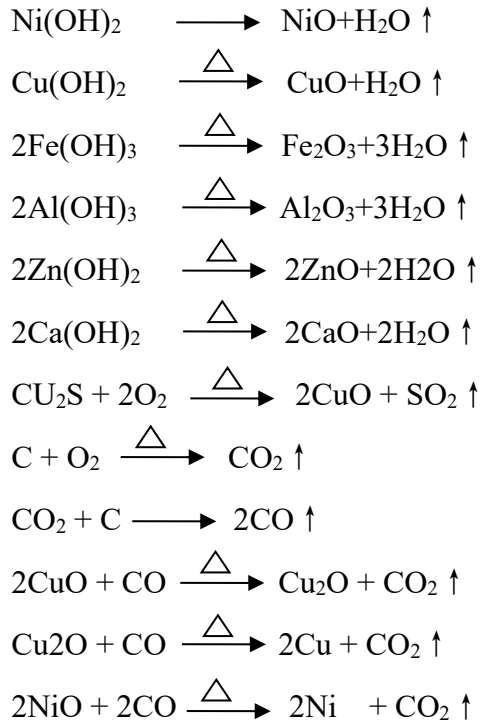 Ni(OH)₂ ⟶ NiO+H₂O ↑
Cu(OH)₂ △⟶ CuO+H₂O ↑
2Fe(OH)₃ △⟶ Fe₂O₃+3H₂O ↑
2Al(OH)₃ △⟶ Al₂O₃+3H₂O ↑
2Zn(OH)₂ △⟶ 2ZnO+2H2O ↑
2Ca(OH)₂ △⟶ 2CaO+2H₂O ↑
CU₂S + 2O₂ △⟶ 2CuO + SO₂ ↑
C + O₂ △⟶ CO₂ ↑
CO₂ + C ⟶ 2CO ↑
2CuO + CO △⟶ Cu₂O + CO₂ ↑
Cu2O + CO △⟶ 2Cu + CO₂ ↑
2NiO + 2CO △⟶ 2Ni + CO₂ ↑